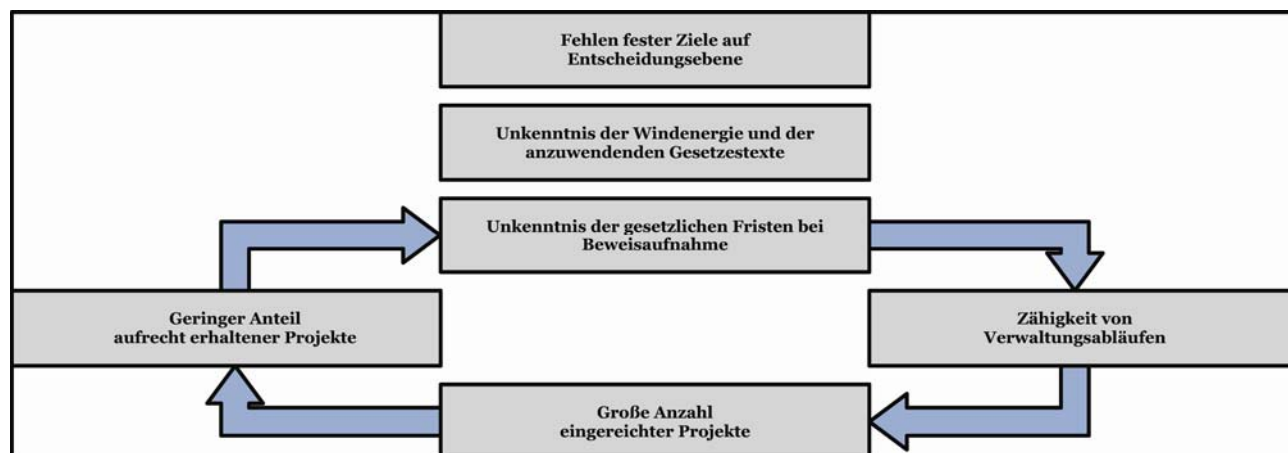 Fehlen fester Ziele auf
Entscheidungsebene
Unkenntnis der Windenergie und der
anzuwendenden Gesetzestexte
Unkenntnis der gesetzlichen Fristen bei
Beweisaufnahme
Geringer Anteil
aufrecht erhaltener Projekte
Zähigkeit von
Verwaltungsabläufen
Große Anzahl
eingereichter Projekte